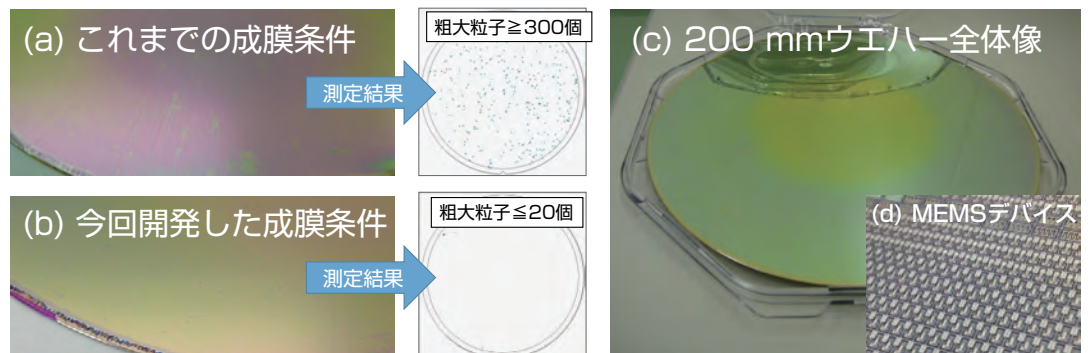 (a) これまでの成膜条件
測定結果
粗大粒子≧300個
(b) 今回開発した成膜条件
測定結果
粗大粒子≦20個
(c) 200 mmウエハー全体像
(d) MEMSデバイス